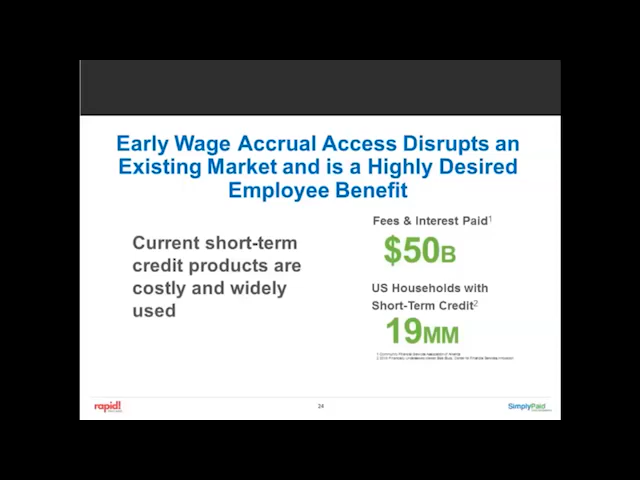 Early Wage Accrual Access Disrupts an
Existing Market and is a Highly Desired
Employee Benefit
Current short-term
credit products are
costly and widely
used
Fees & Interest Paid1
$50B
US Households with
Short-Term Credit2
19MM
rapid!
24
SimplyPaid